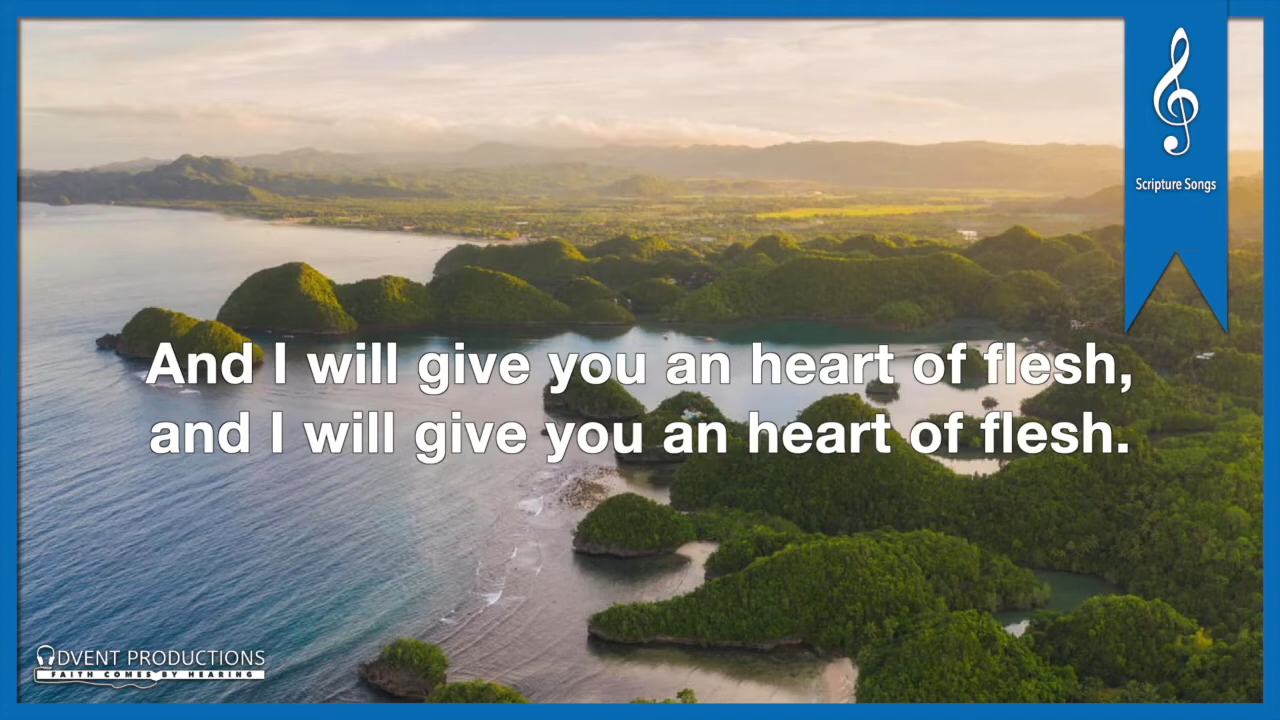 Scripture Songs
And I will give you an heart of flesh,
and I will give you an heart of flesh.
ADVENT PRODUCTIONS
FAITH COMES BY HEARING